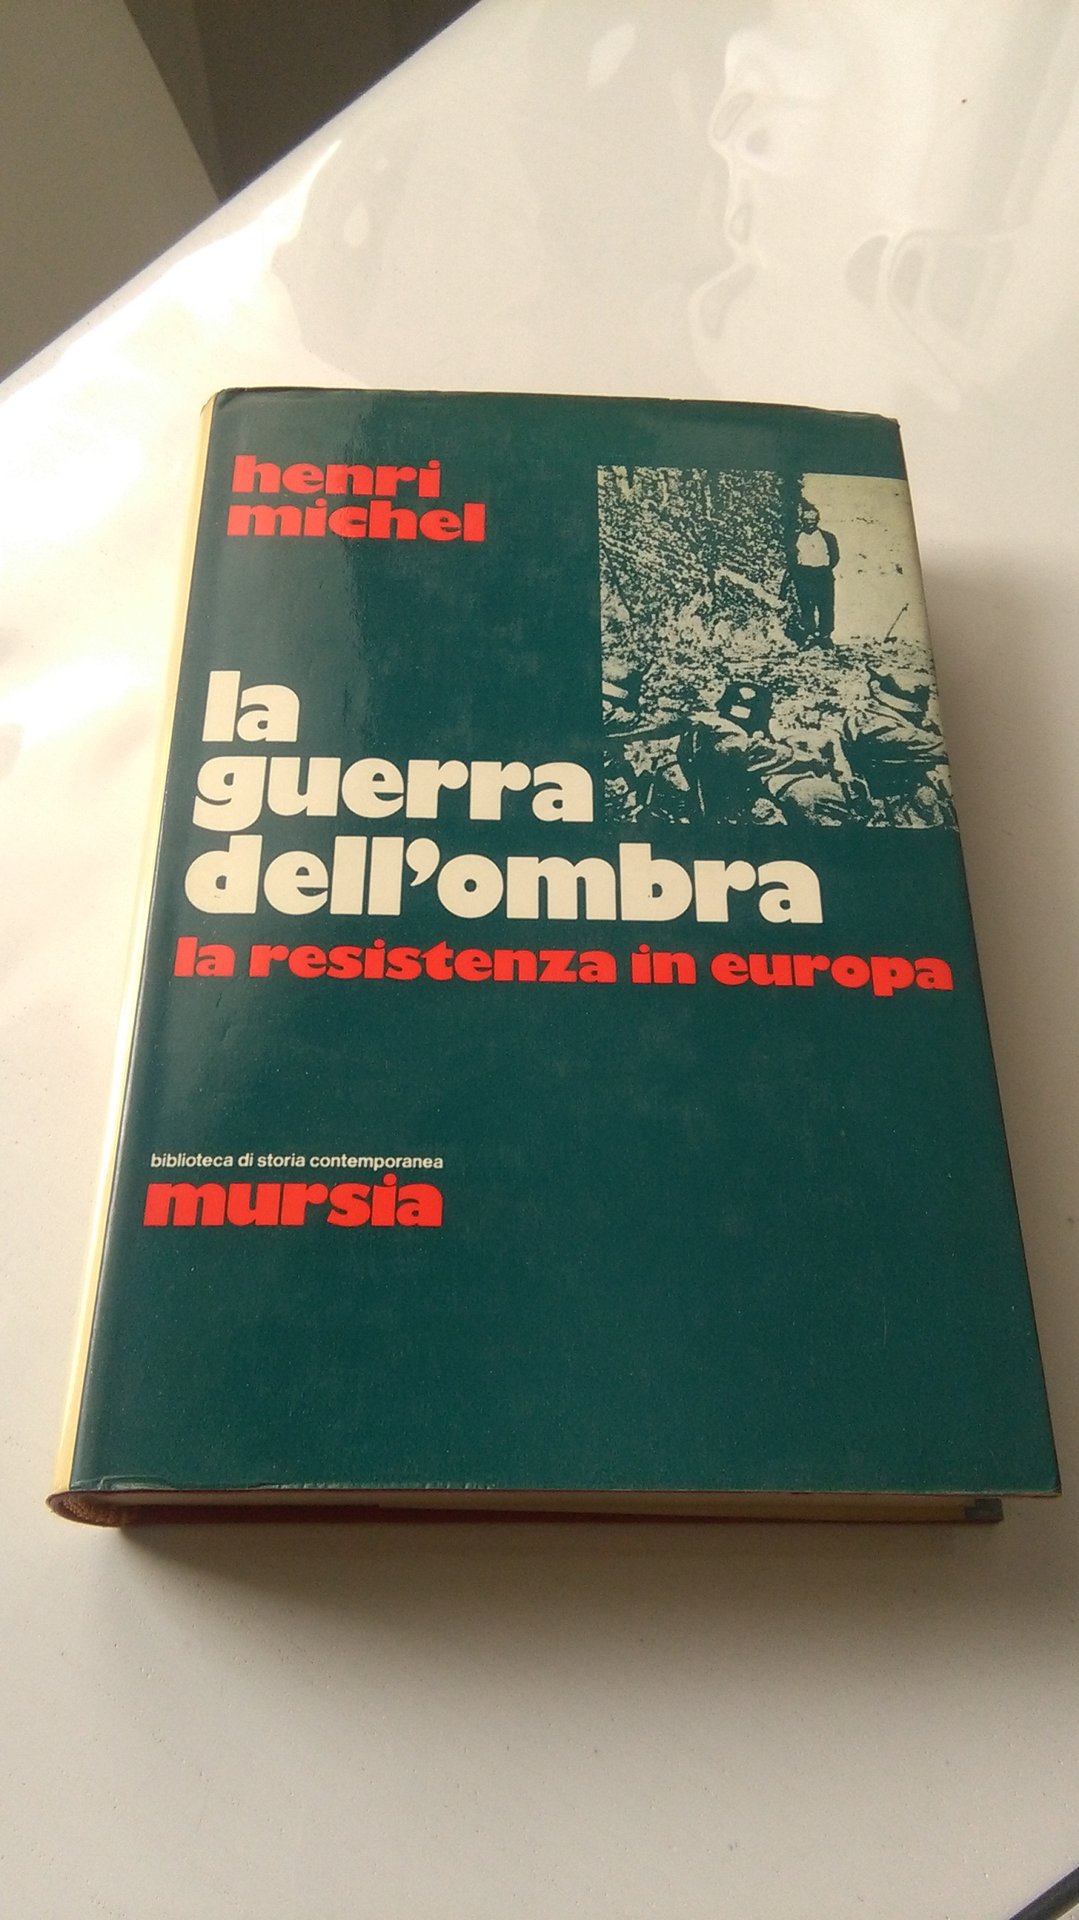 henri
michel
la
guerra
dell'ombra
la resistenza in europa
biblioteca di storia contemporanea
mursia